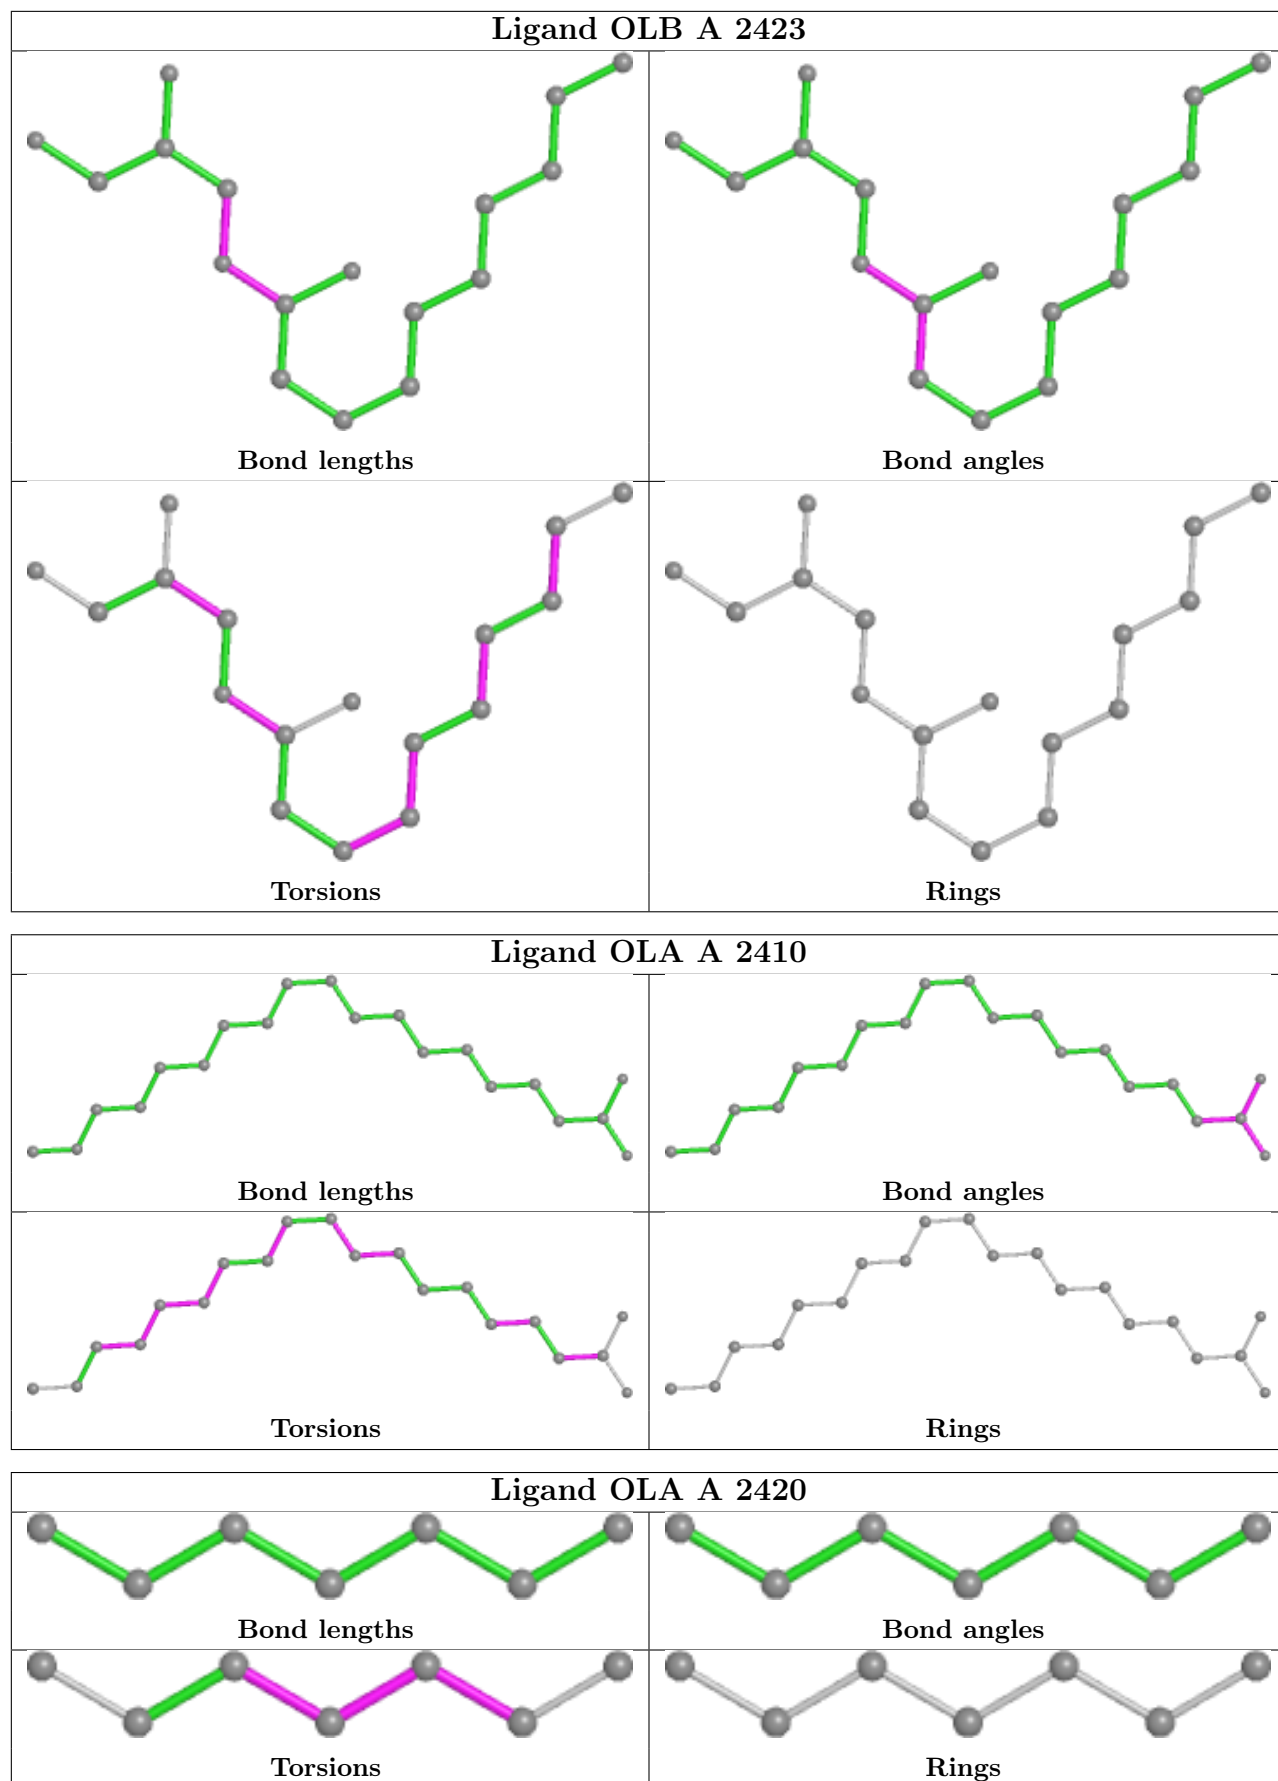 Ligand OLB A 2423
Bond lengths
Bond angles
Torsions
Rings
Ligand OLA A 2410
Bond lengths
Bond angles
Torsions
Rings
Ligand OLA A 2420
Bond lengths
Bond angles
Torsions
Rings